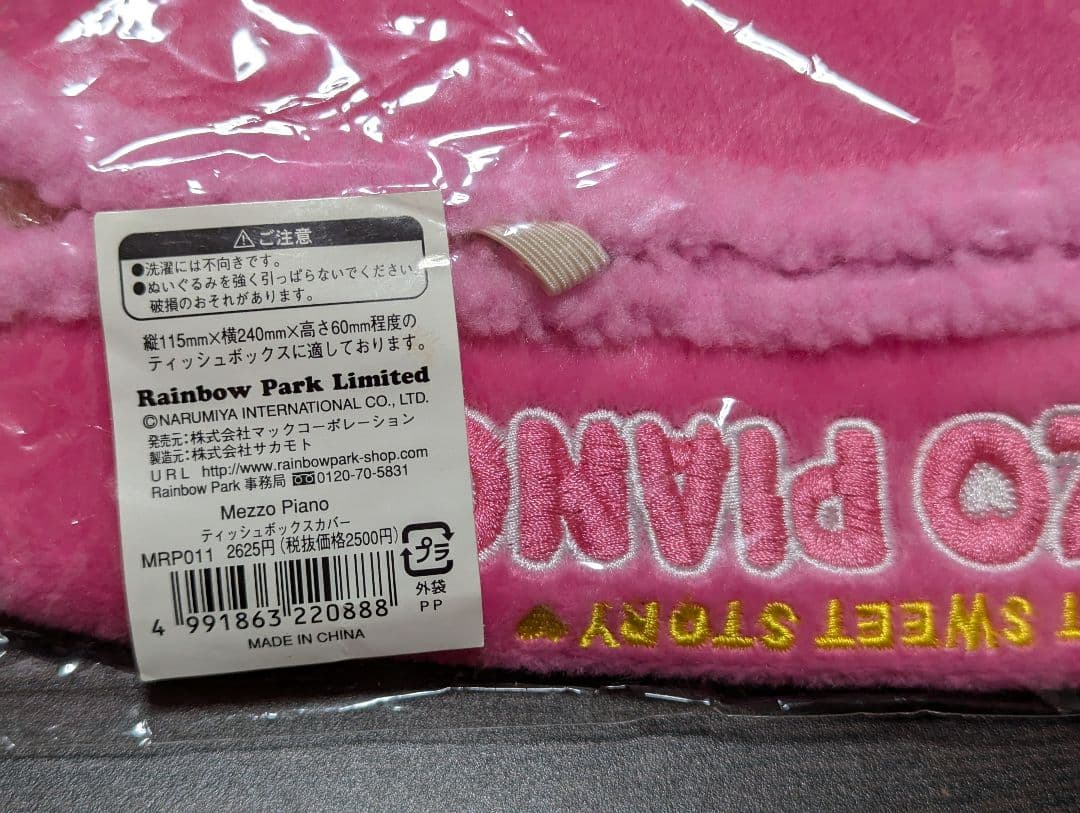 ⚠ご注意
●洗濯には不向きです。
●ぬいぐるみを強く引っぱらないでください。
破損のおそれがあります。
縦115mm×横240mm×高さ60mm程度の
ティッシュボックスに適しております。
Rainbow Park Limited
©NARUMIYA INTERNATIONAL CO., LTD.
発売元：株式会社マックコーポレーション
製造元：株式会社サカモト
URL http://www.rainbowpark-shop.com
Rainbow Park 事務局 0120-70-5831
Mezzo Piano
ティッシュボックスカバー
MRP011 2625円（税抜価格2500円）
プラ
外袋
PP
4 991863 220888
MADE IN CHINA
ZO PIANO
T SWEET STORY